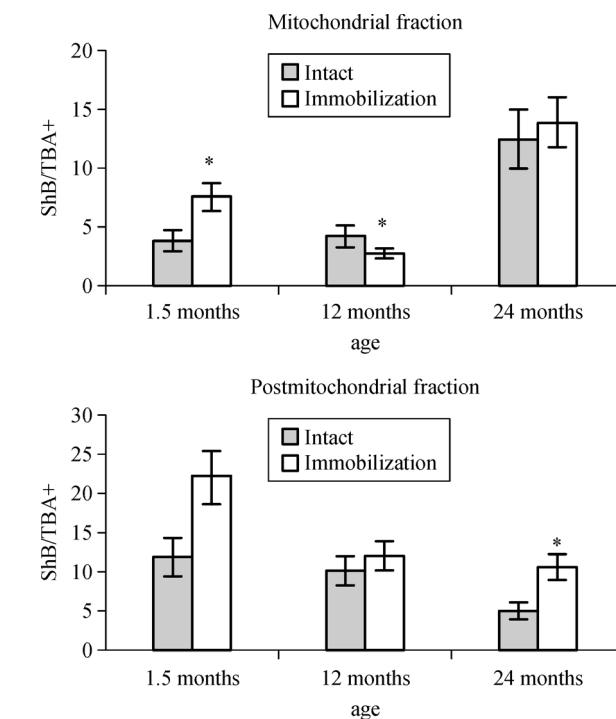 Mitochondrial fraction
20
15
10
5
0
ShB/TBA+
Intact
Immobilization
*
*
1.5 months 12 months 24 months
age
Postmitochondrial fraction
30
25
20
15
10
5
0
ShB/TBA+
Intact
Immobilization
*
1.5 months 12 months 24 months
age